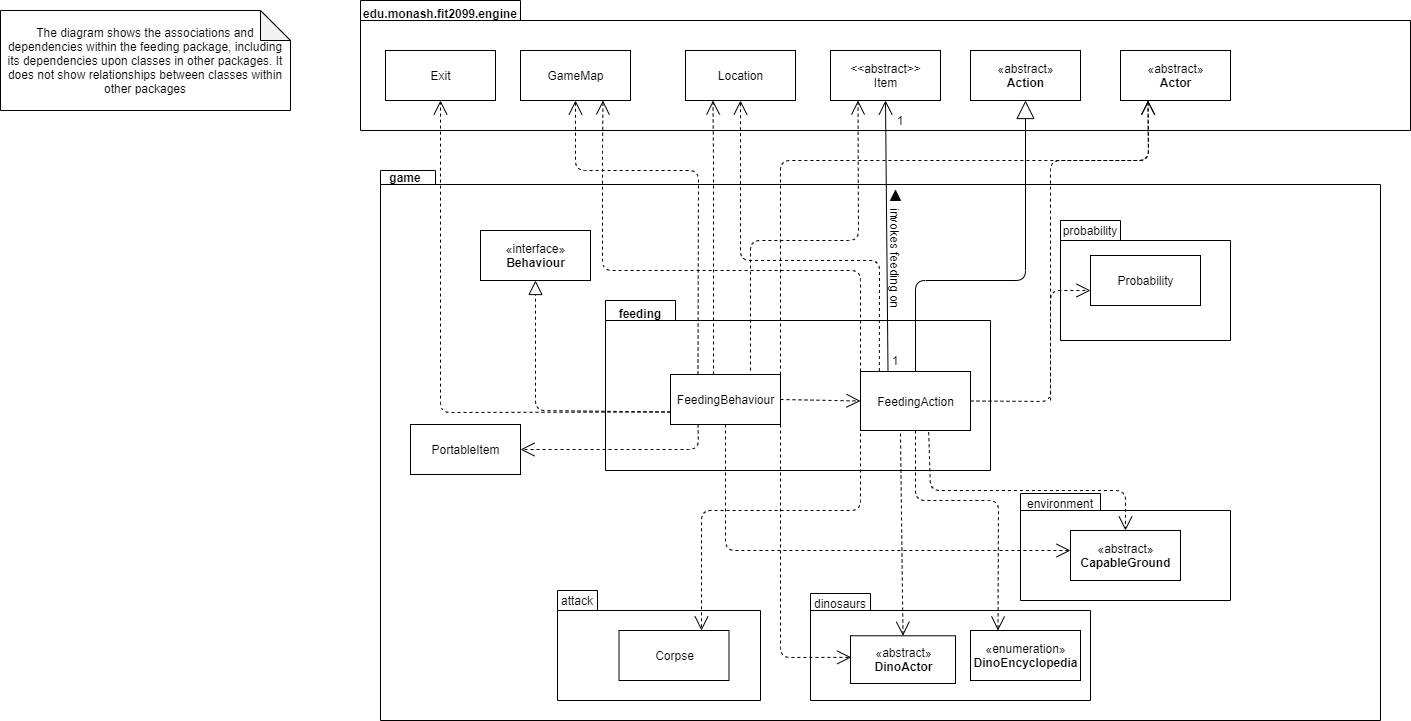 edu.monash.fit2099.engine
The diagram shows the associations and
dependencies within the feeding package, including
its dependencies upon classes in other packages. It
does not show relationships between classes within
other packages
Exit
GameMap
Location
<<abstract>>
Item
«abstract»
Action
«abstract»
Actor
1
game
invokes feeding on
probability
Probability
«interface»
Behaviour
feeding
1
FeedingBehaviour
FeedingAction
PortableItem
environment
«abstract»
CapableGround
attack
Corpse
dinosaurs
«abstract»
DinoActor
«enumeration»
DinoEncyclopedia